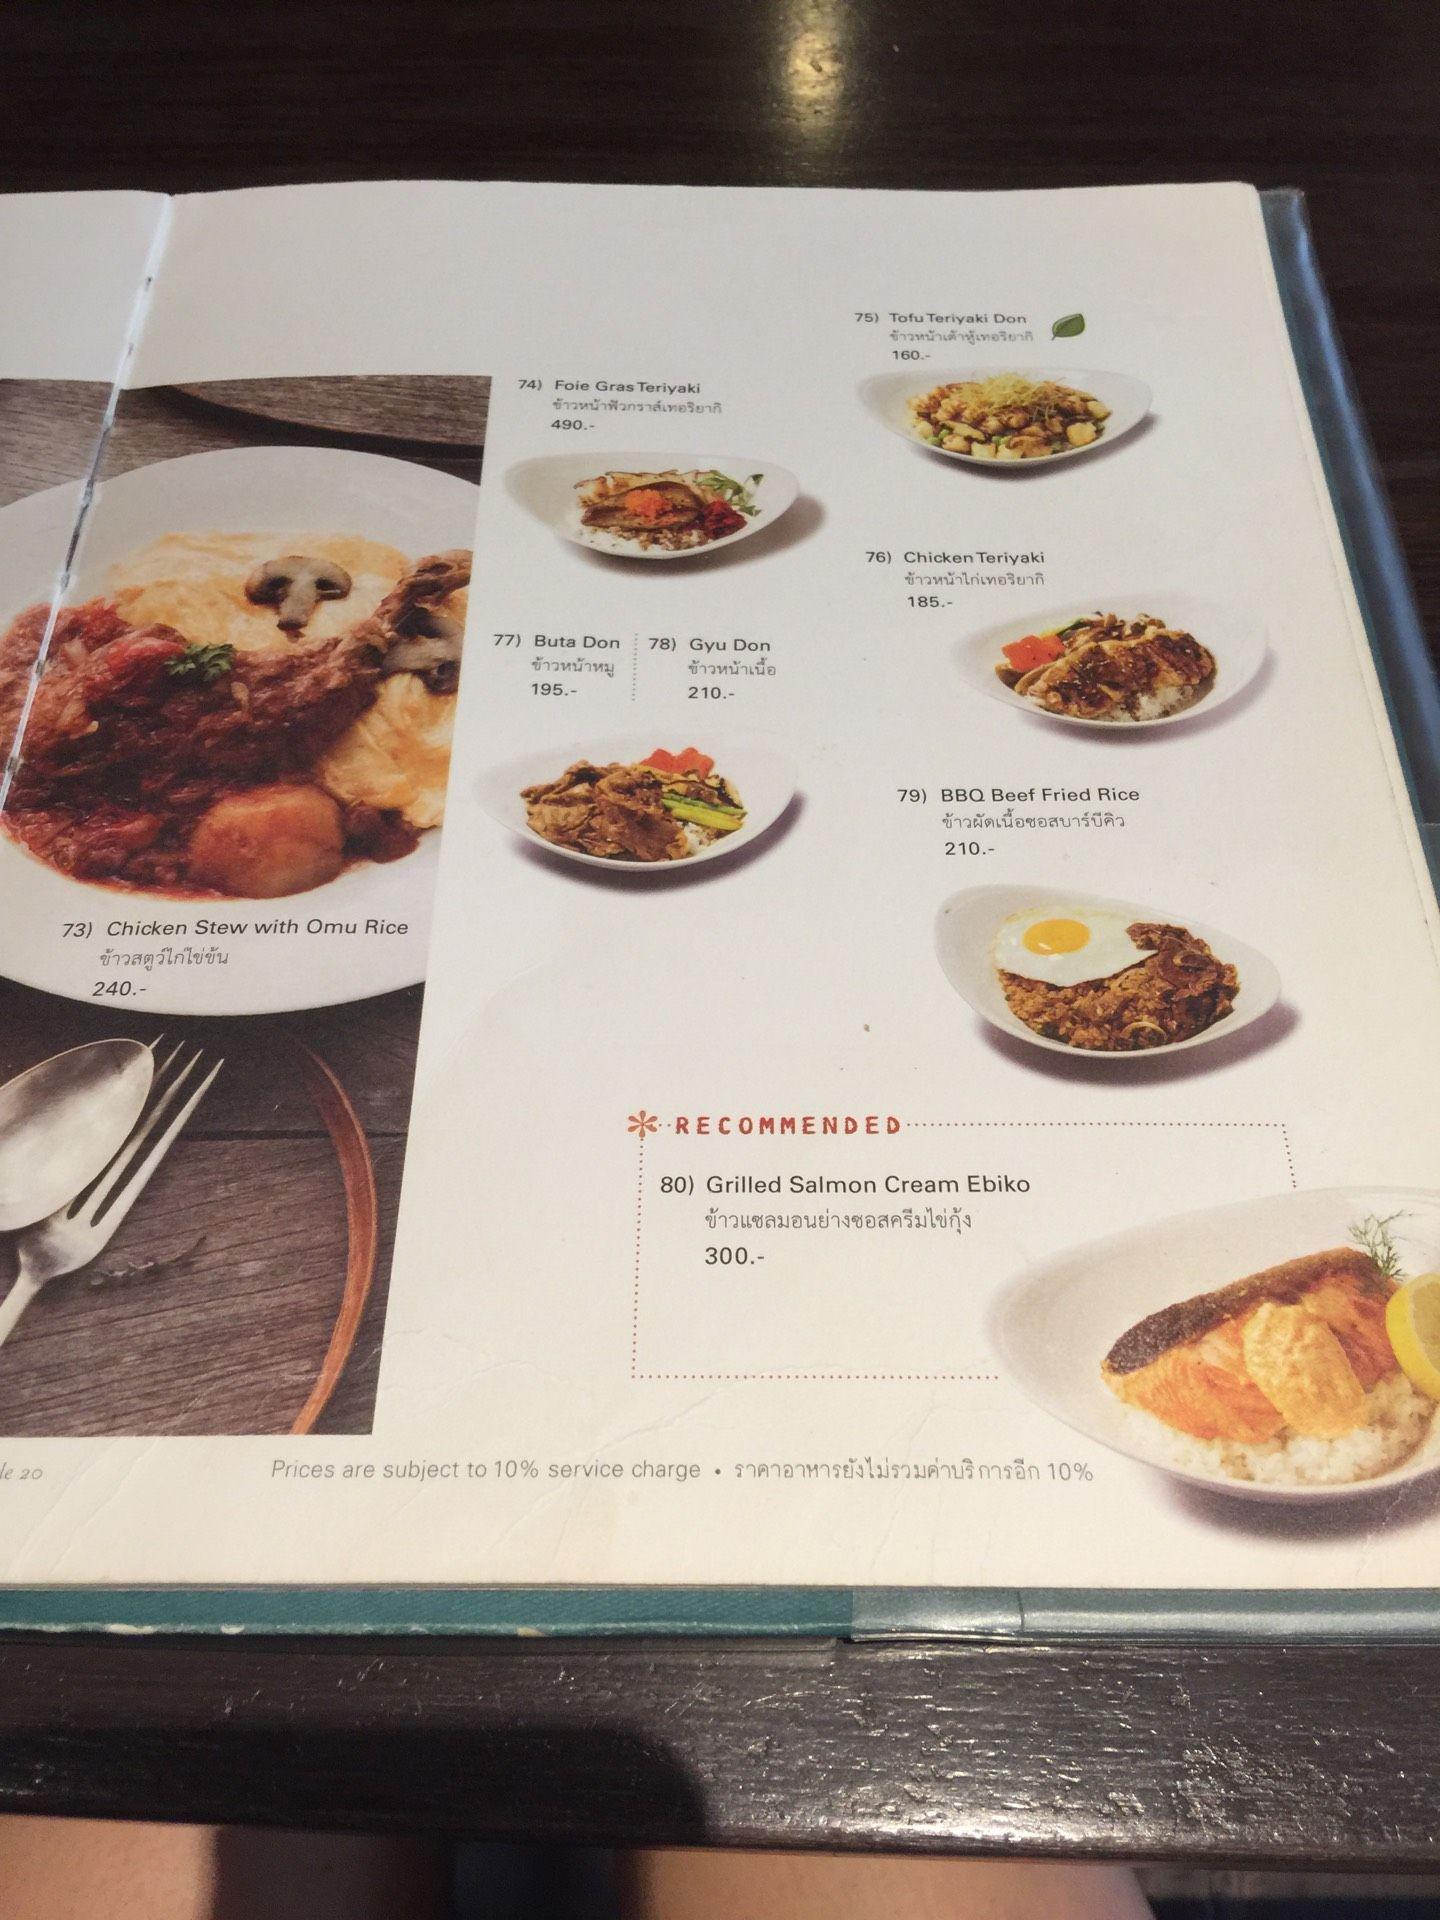 75) Tofu Teriyaki Don
ข้าวหน้าเต้าหู้เทอริยากิ
160.-
74) Foie Gras Teriyaki
ข้าวหน้าฟัวกราส์เทอริยากิ
490.-
76) Chicken Teriyaki
ข้าวหน้าไก่เทอริยากิ
185.-
77) Buta Don
ข้าวหน้าหมู
195.-
78) Gyu Don
ข้าวหน้าเนื้อ
210.-
79) BBQ Beef Fried Rice
ข้าวผัดเนื้อซอสบาร์บีคิว
210.-
73) Chicken Stew with Omu Rice
ข้าวสตูว์ไก่ไข่ข้น
240.-
RECOMMENDED
80) Grilled Salmon Cream Ebiko
ข้าวแซลมอนย่างซอสครีมไข่กุ้ง
300.-
20
Prices are subject to 10% service charge • ราคาอาหารยังไม่รวมค่าบริการอีก 10%